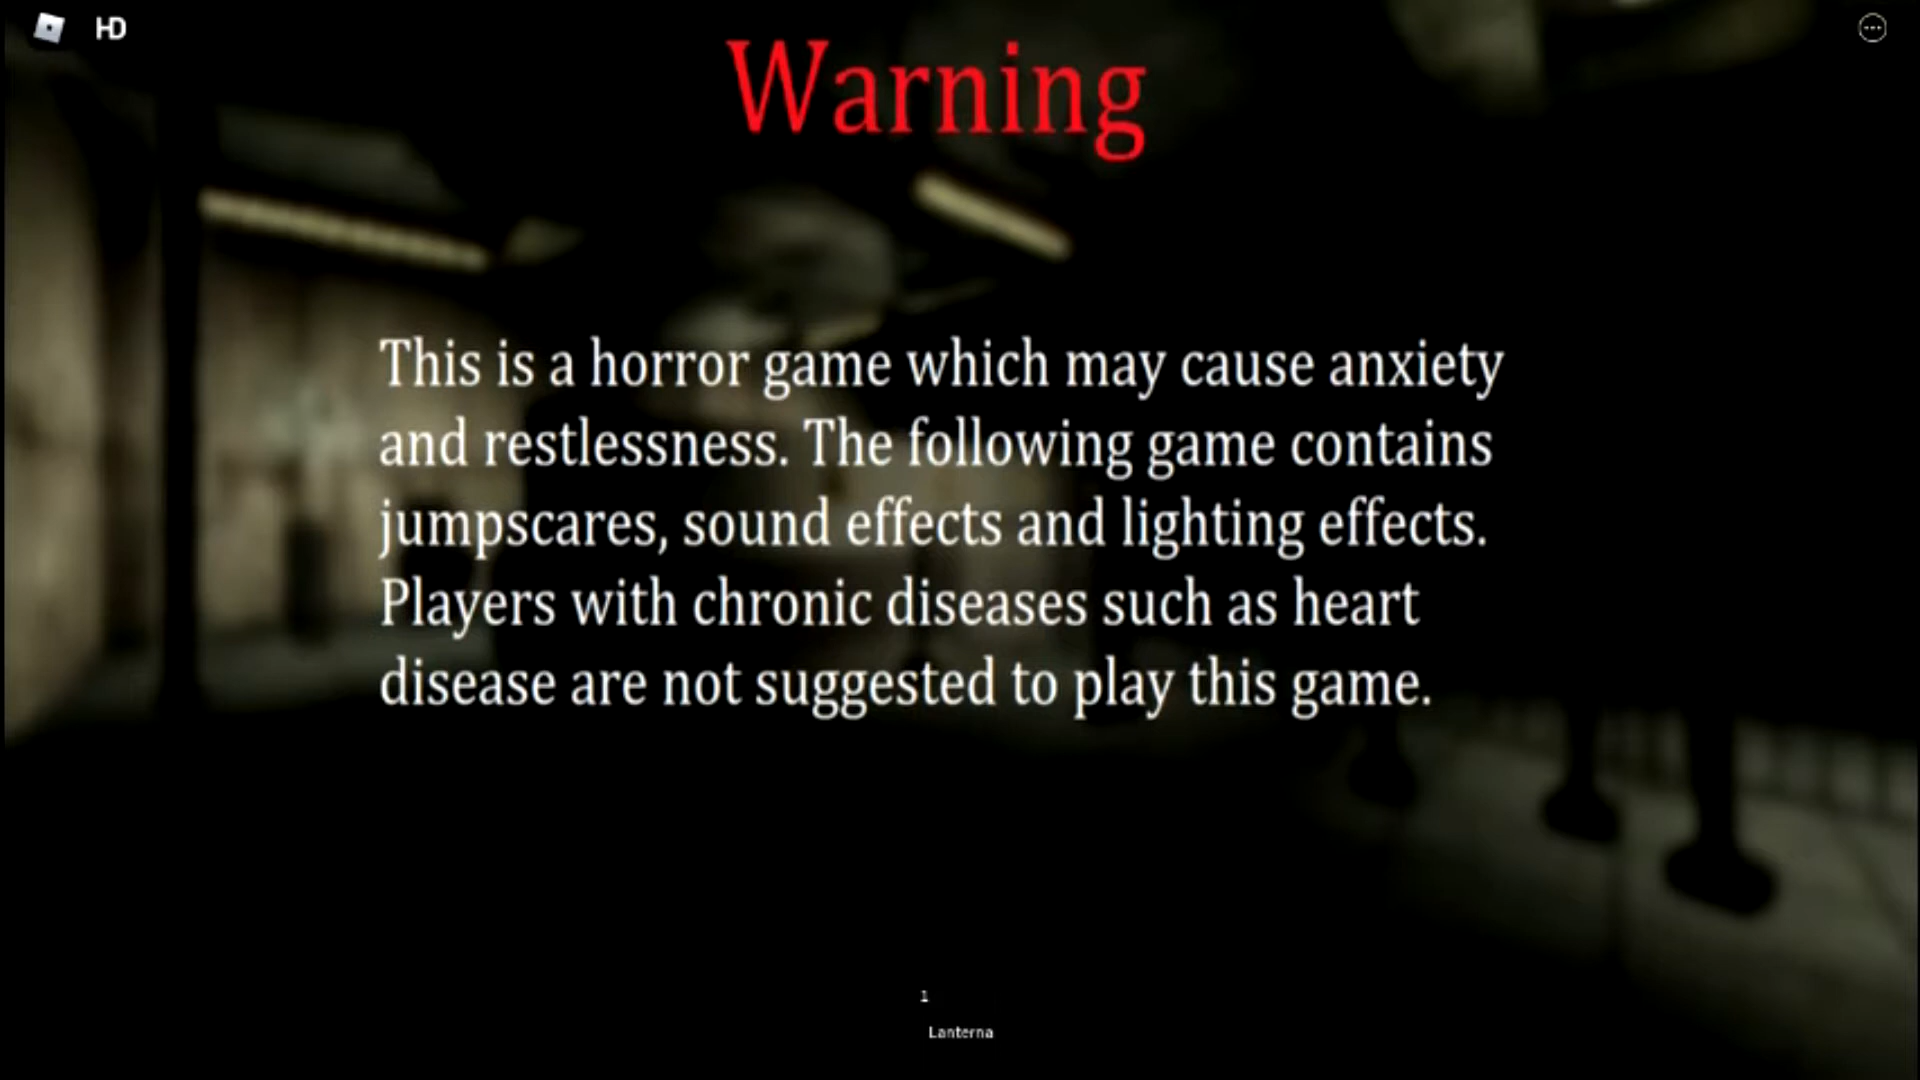 HD
Warning
This is a horror game which may cause anxiety
and restlessness. The following game contains
jumpscares, sound effects and lighting effects.
Players with chronic diseases such as heart
disease are not suggested to play this game.
1
Lanterna